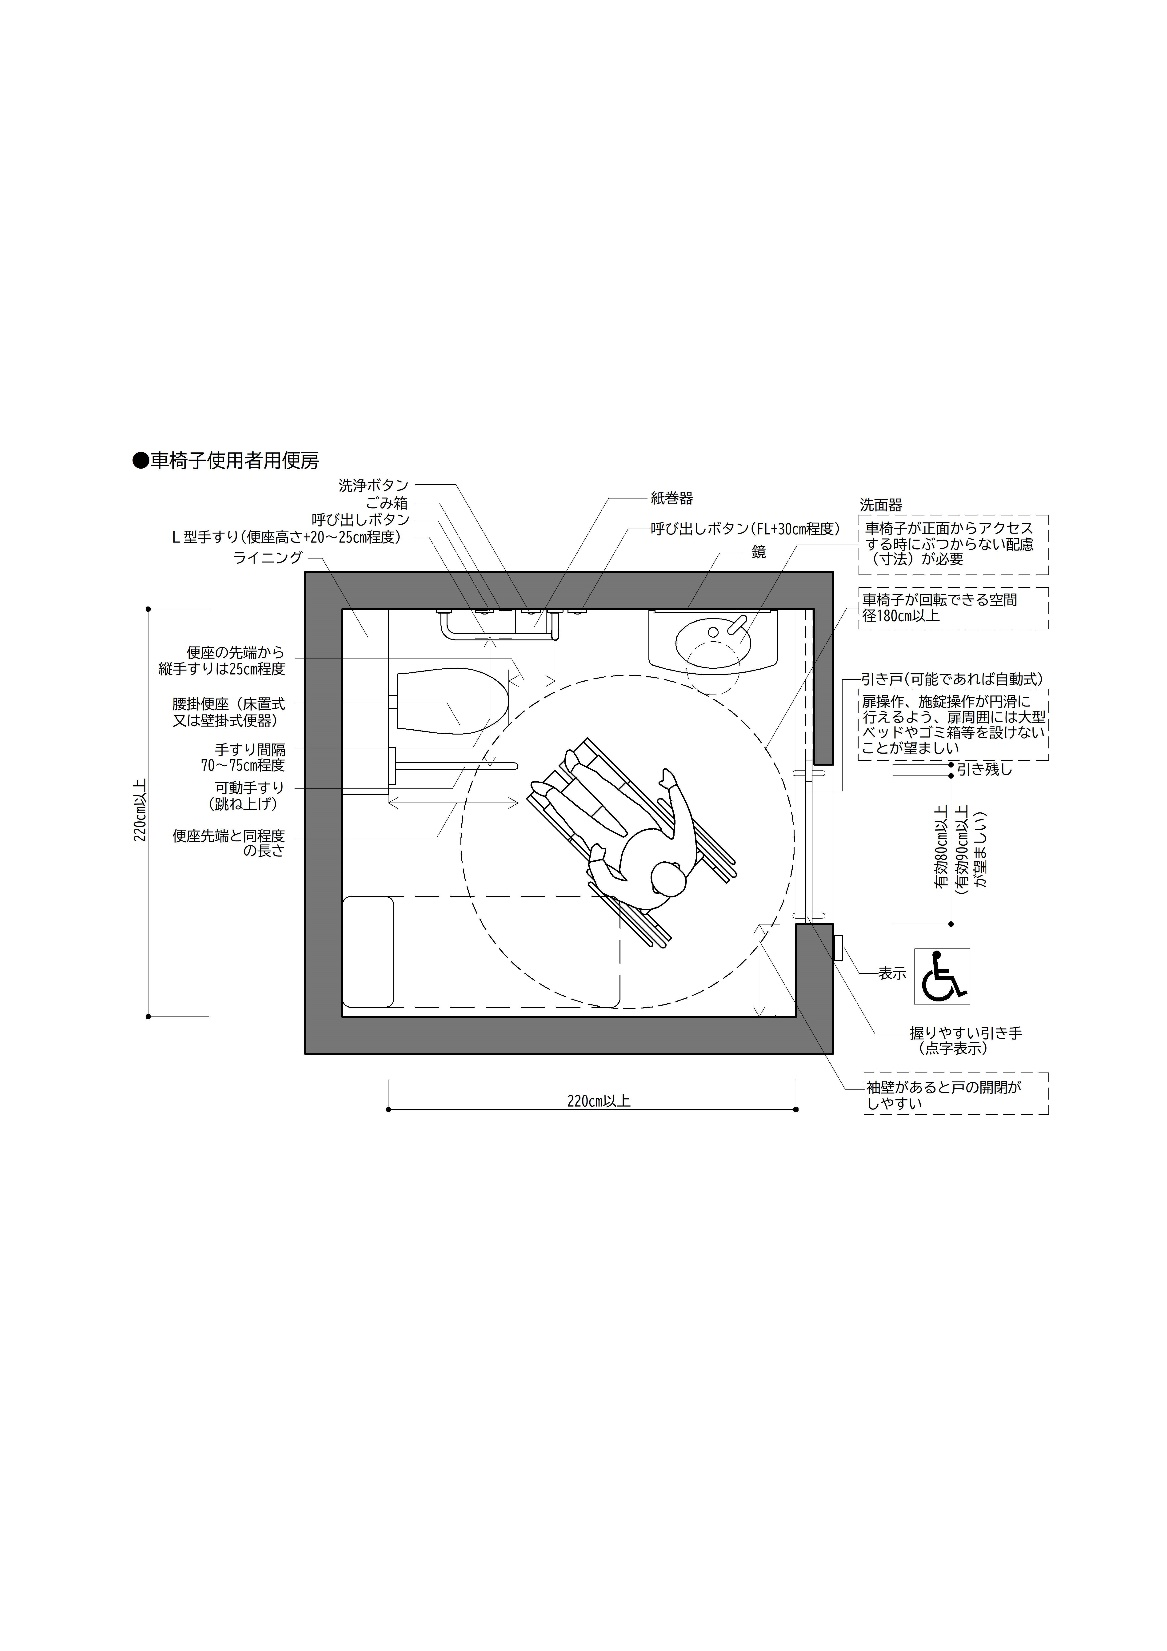 ●車椅子使用者用便房
洗浄ボタン
ごみ箱
呼び出しボタン
L型手すり(便座高さ+20～25cm程度)
ライニング
紙巻器
呼び出しボタン(FL+30cm程度)
鏡
洗面器
車椅子が正面からアクセス
する時にぶつからない配慮
(寸法)が必要
車椅子が回転できる空間
径180cm以上
便座の先端から
縦手すりは25cm程度
腰掛便座(床置式
又は壁掛式便器)
手すり間隔
70～75cm程度
可動手すり
(跳ね上げ)
便座先端と同程度
の長さ
220cm以上
引き戸(可能であれば自動式)
扉操作、施錠操作が円滑に
行えるよう、扉周囲には大型
ベッドやゴミ箱等を設けない
ことが望ましい
引き残し
有効80cm以上
(有効90cm以上
が望ましい)
表示
握りやすい引き手
(点字表示)
袖壁があると戸の開閉が
しやすい
220cm以上